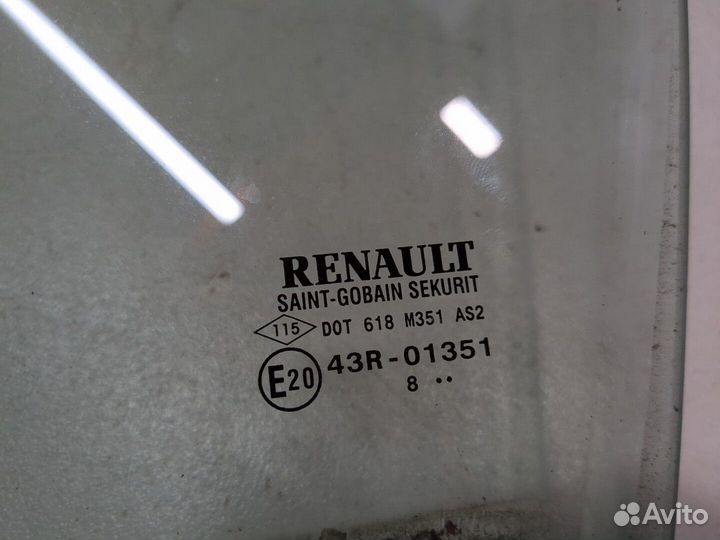 RENAULT
SAINT-GOBAIN SEKURIT
115 DOT 618 M351 AS2
E20 43R-01351
8 ••
Avito